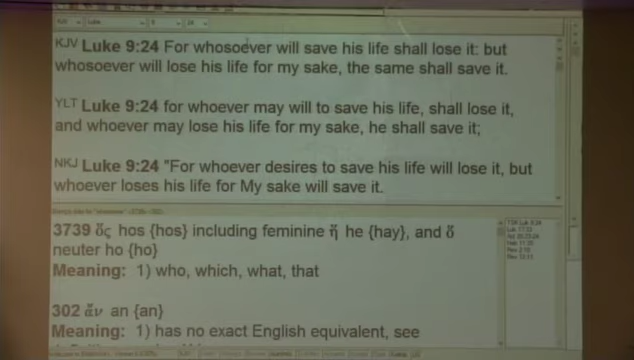 KJV Luke 9:24 For whosoever will save his life shall lose it: but
whosoever will lose his life for my sake, the same shall save it.
YLT Luke 9:24 for whoever may will to save his life, shall lose it,
and whoever may lose his life for my sake, he shall save it;
NKJ Luke 9:24 "For whoever desires to save his life will lose it, but
whoever loses his life for My sake will save it.
3739 ὅς hos {hos} including feminine ἥ he {hay}, and ὅ
neuter ho {ho}
Meaning: 1) who, which, what, that
302 ἄν an {an}
Meaning: 1) has no exact English equivalent, see